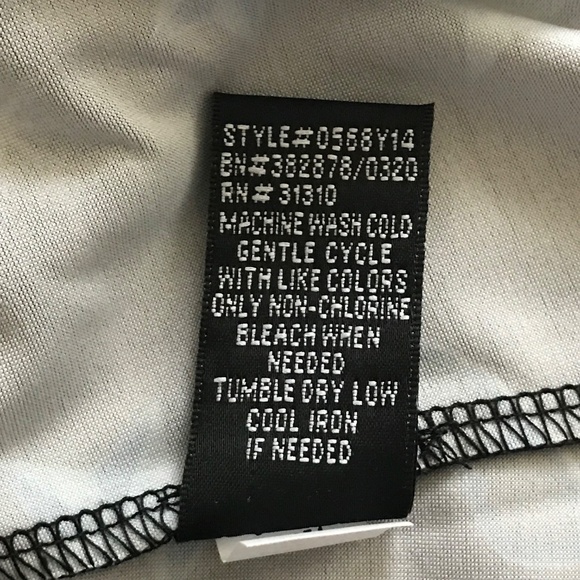 STYLE#0568Y14
BN#382878/0320
RN#31310
MACHINE WASH COLD
GENTLE CYCLE
WITH LIKE COLORS
ONLY NON-CHLORINE
BLEACH WHEN
NEEDED
TUMBLE DRY LOW
COOL IRON
IF NEEDED